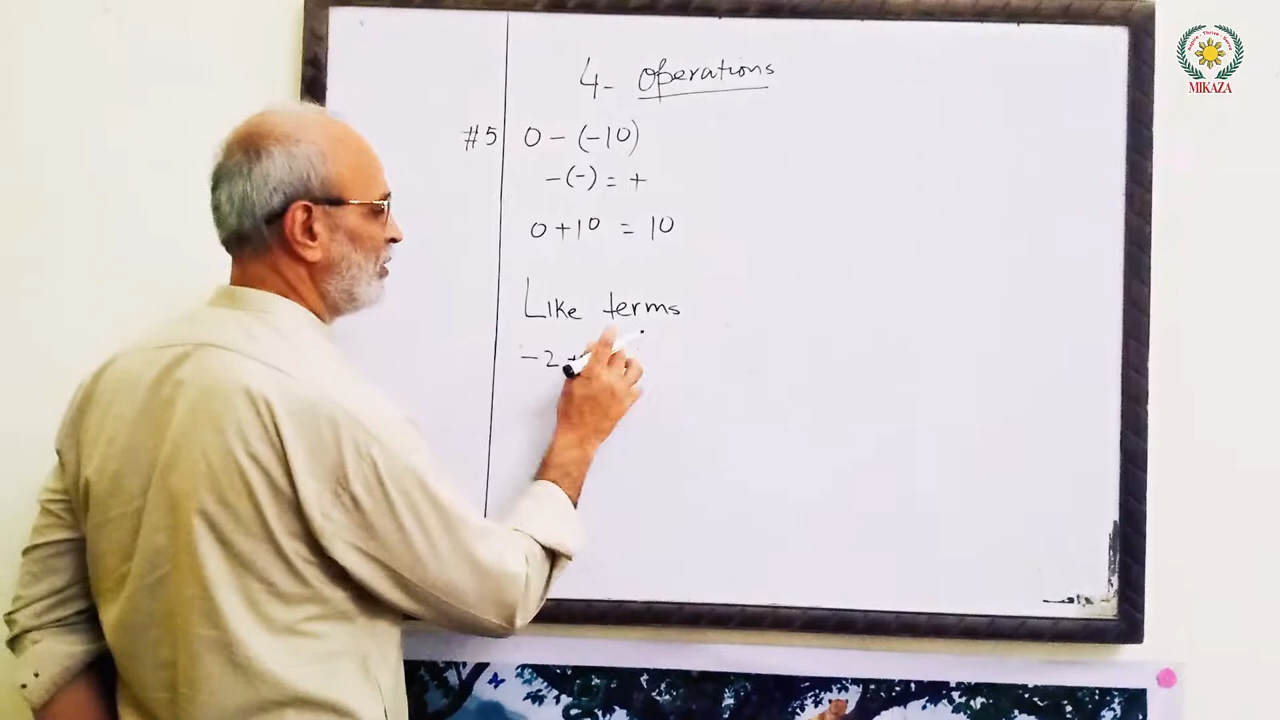 4- operations
#5 0 - (-10)
-(-) = +
0 + 10 = 10
Like terms
-2 +
MIKAZA